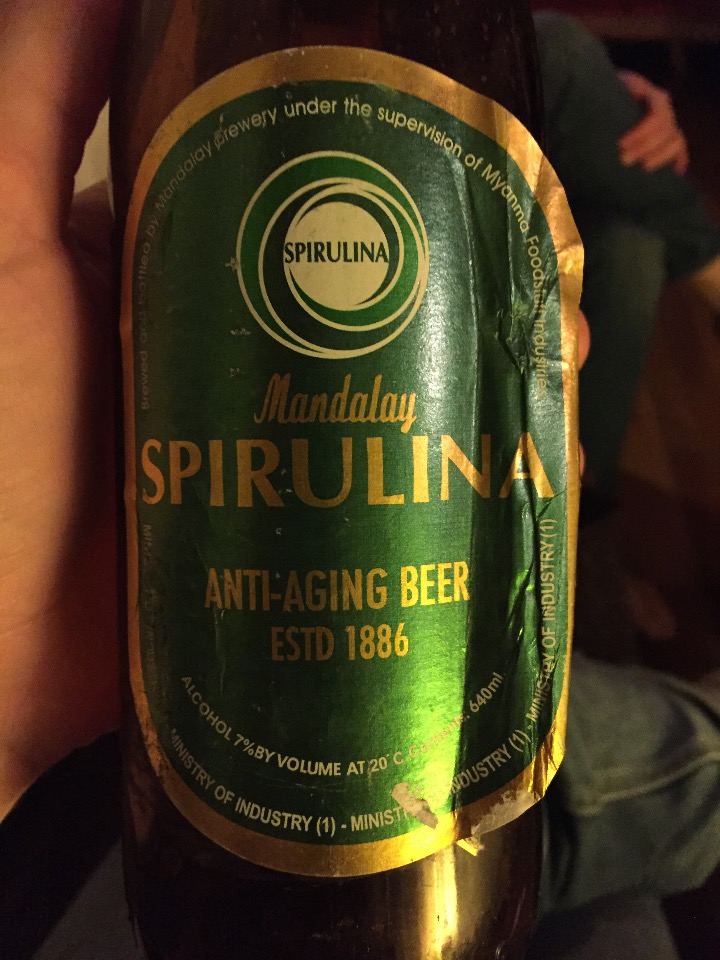 Brewed and bottled by Mandalay Brewery under the supervision of Myanma Foodstuff Industries
SPIRULINA
Mandalay
SPIRULINA
ANTI-AGING BEER
ESTD 1886
ALCOHOL 7%BY VOLUME AT 20°C 640ml
MINISTRY OF INDUSTRY (1) - MINISTRY INDUSTRY (1) - MINISTRY OF INDUSTRY (1)